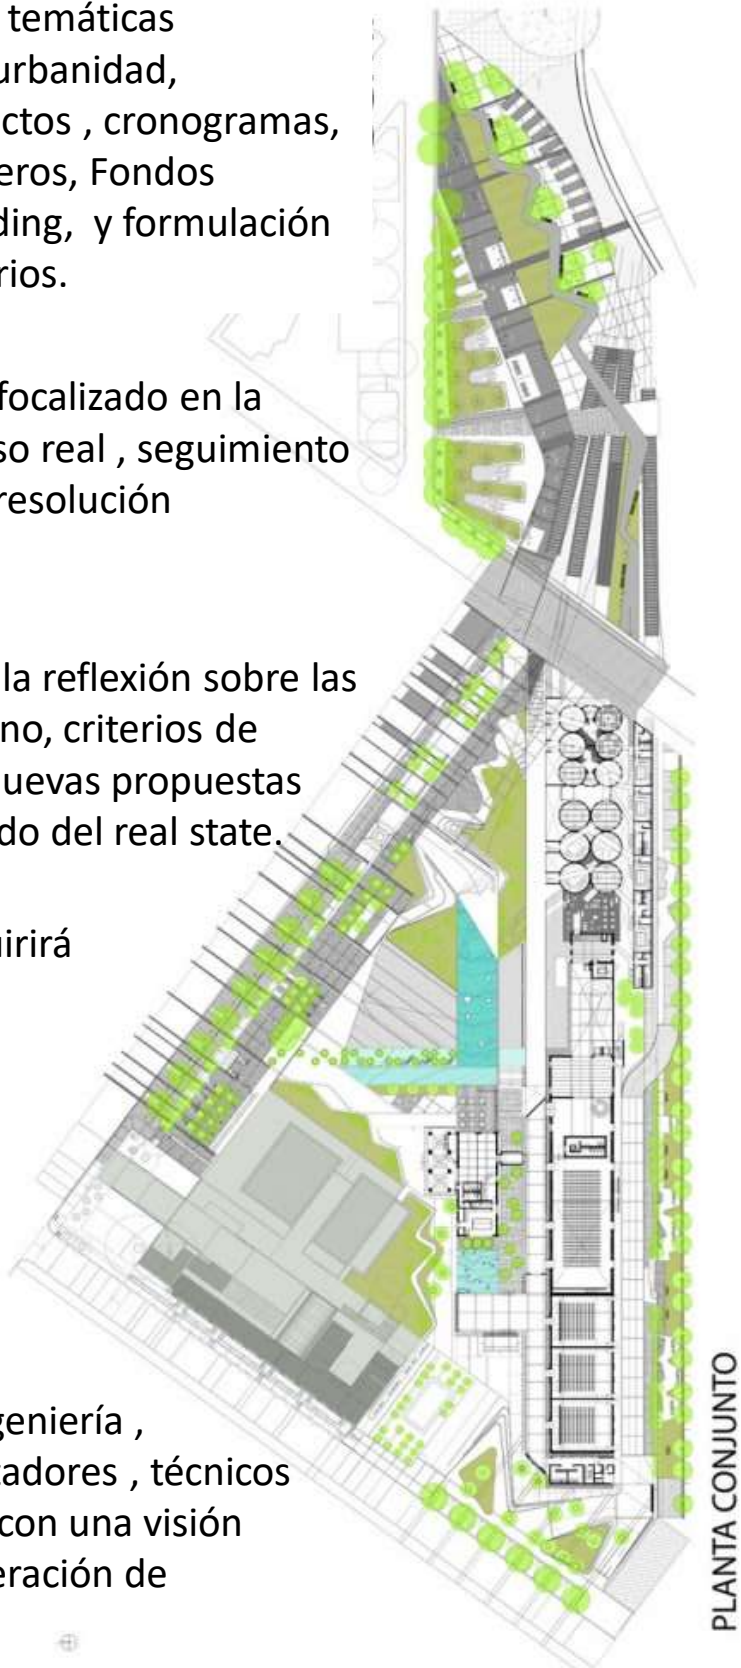 temáticas
urbanidad,
ctos , cronogramas,
eros, Fondos
ding, y formulación
rios.
focalizado en la
so real , seguimiento
resolución
la reflexión sobre las
no, criterios de
uevas propuestas
do del real state.
uirirá
geniería ,
tadores , técnicos
con una visión
eración de
PLANTA CONJUNTO